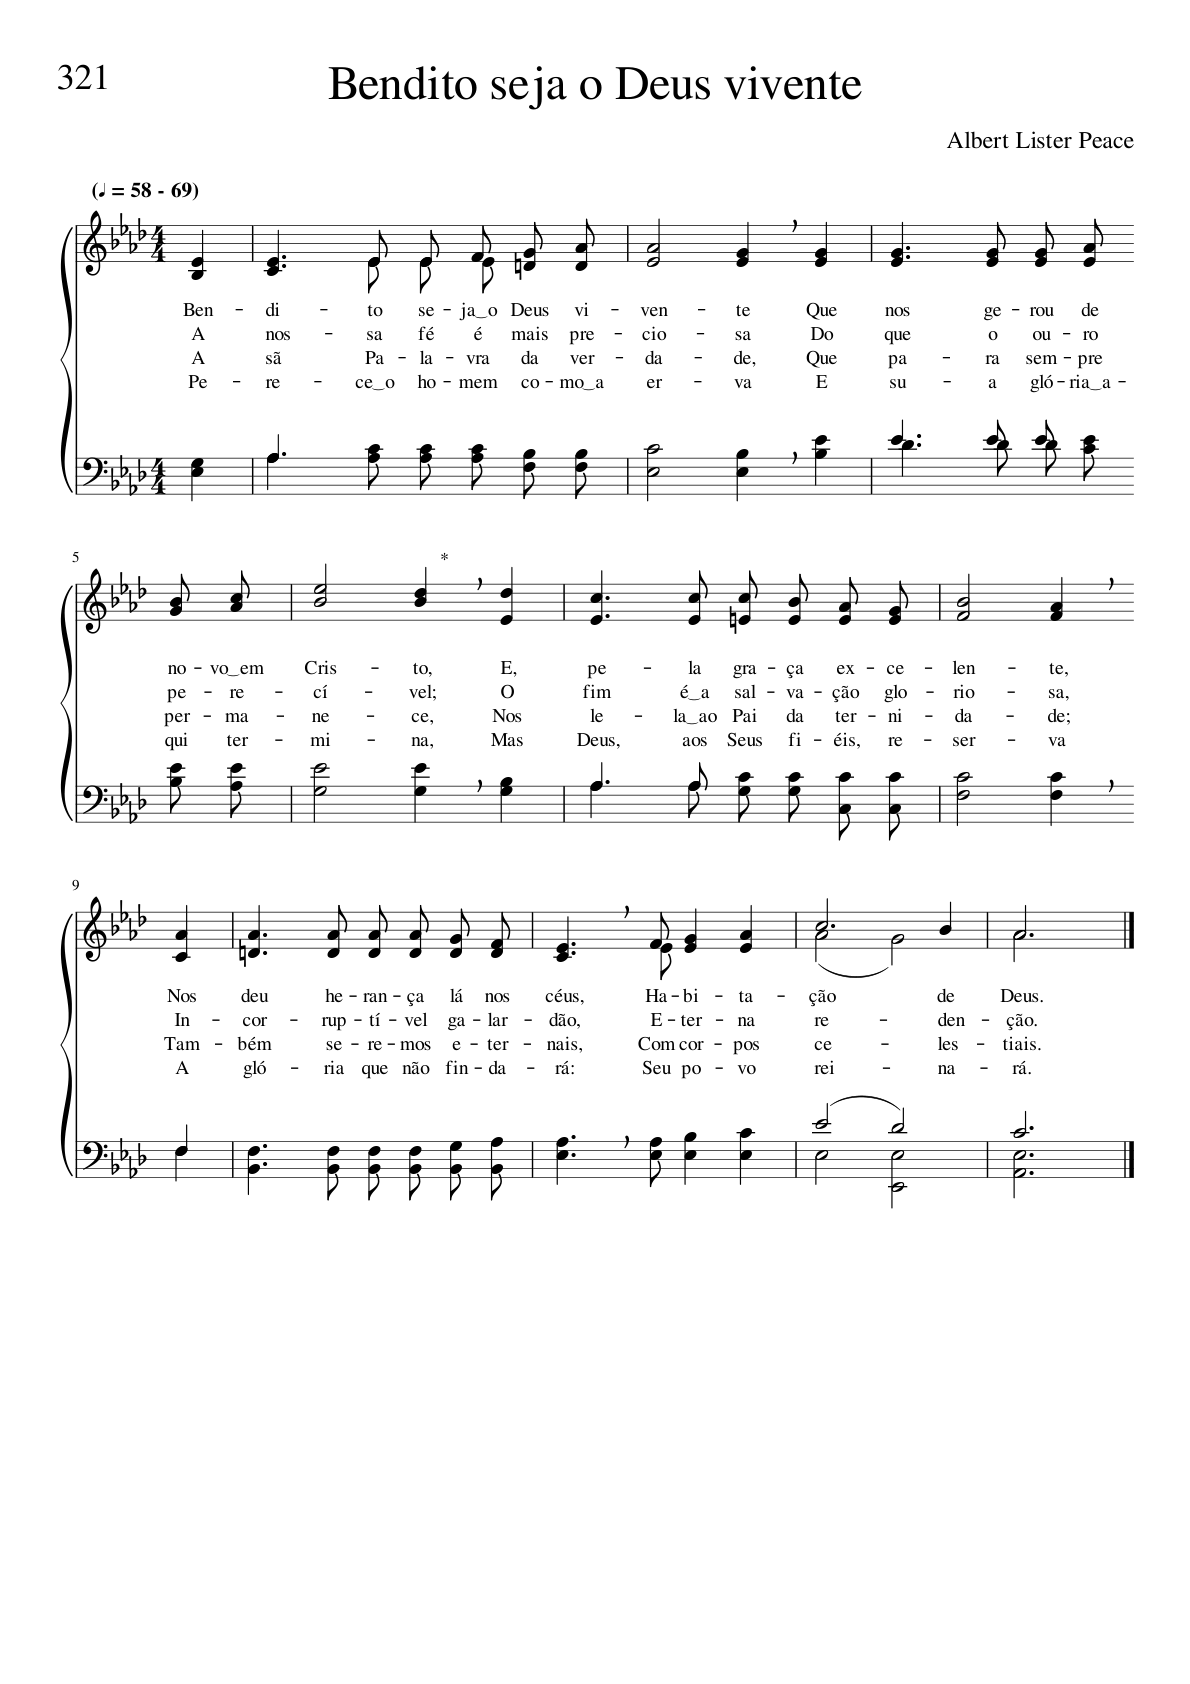 321
Bendito seja o Deus vivente
Albert Lister Peace
(♩ = 58 - 69)
Ben - di - to se - ja‿o Deus vi - ven - te Que nos ge - rou de
A nos - sa fé é mais pre - cio - sa Do que o ou - ro
A sã Pa - la - vra da ver - da - de, Que pa - ra sem - pre
Pe - re - ce‿o ho - mem co - mo‿a er - va E su - a gló - ria‿a -
5
*
no - vo‿em Cris - to, E, pe - la gra - ça ex - ce - len - te,
pe - re - cí - vel; O fim é‿a sal - va - ção glo - rio - sa,
per - ma - ne - ce, Nos le - la‿ao Pai da ter - ni - da - de;
qui ter - mi - na, Mas Deus, aos Seus fi - éis, re - ser - va
9
Nos deu he - ran - ça lá nos céus, Ha - bi - ta - ção de Deus.
In - cor - rup - tí - vel ga - lar - dão, E - ter - na re - den - ção.
Tam - bém se - re - mos e - ter - nais, Com cor - pos ce - les - tiais.
A gló - ria que não fin - da - rá: Seu po - vo rei - na - rá.